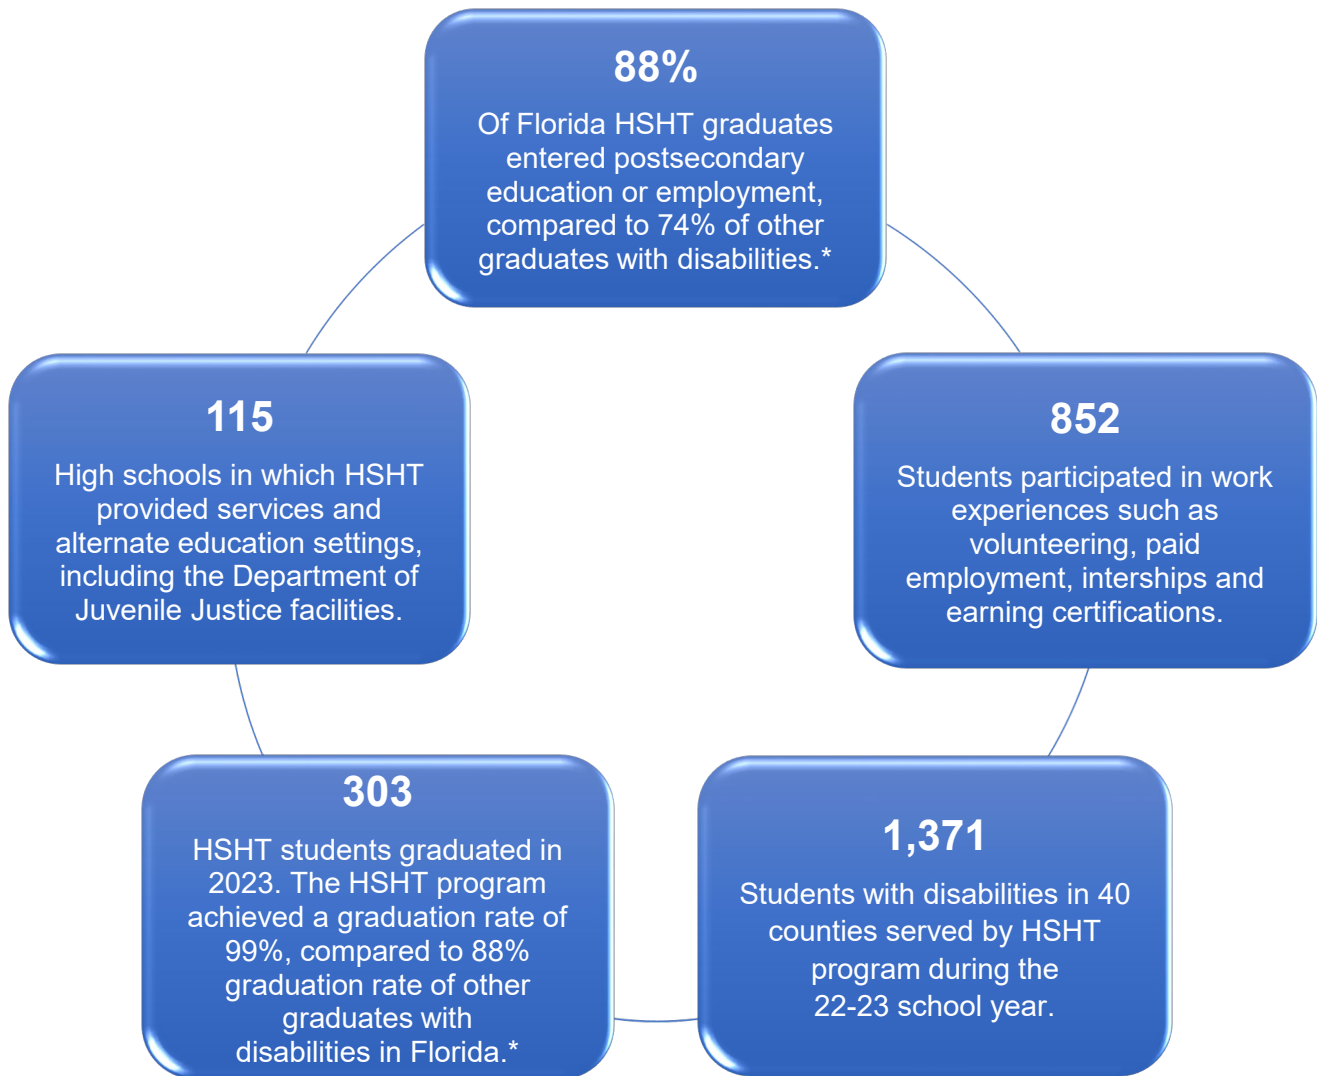 88%
Of Florida HSHT graduates
entered postsecondary
education or employment,
compared to 74% of other
graduates with disabilities.*
115
High schools in which HSHT
provided services and
alternate education settings,
including the Department of
Juvenile Justice facilities.
852
Students participated in work
experiences such as
volunteering, paid
employment, interships and
earning certifications.
303
HSHT students graduated in
2023. The HSHT program
achieved a graduation rate of
99%, compared to 88%
graduation rate of other
graduates with
disabilities in Florida.*
1,371
Students with disabilities in 40
counties served by HSHT
program during the
22-23 school year.